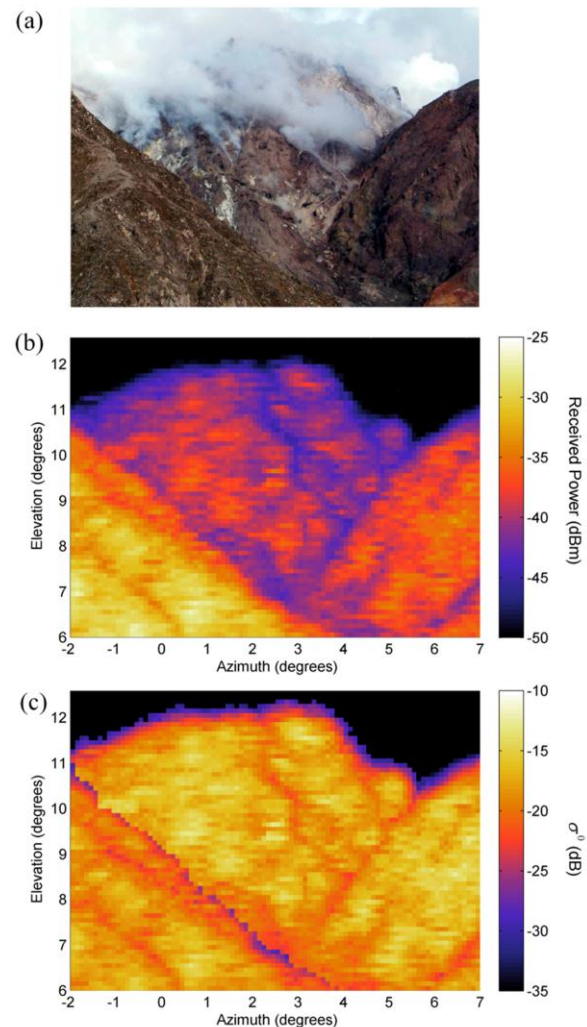 (a)
(b)
12
11
10
9
8
7
6
Elevation (degrees)
-2 -1 0 1 2 3 4 5 6 7
Azimuth (degrees)
-25
-30
-35
-40
-45
-50
Received Power (dBm)
(c)
12
11
10
9
8
7
6
Elevation (degrees)
-2 -1 0 1 2 3 4 5 6 7
Azimuth (degrees)
-10
-15
-20
-25
-30
-35
σ⁰ (dB)